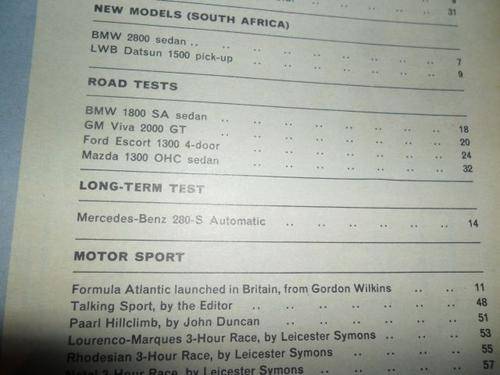 31
NEW MODELS (SOUTH AFRICA)
BMW 2800 sedan .. .. .. .. .. .. .. 7
LWB Datsun 1500 pick-up .. .. .. .. .. .. 9
ROAD TESTS
BMW 1800 SA sedan .. .. .. .. .. .. .. 18
GM Viva 2000 GT .. .. .. .. .. .. .. 20
Ford Escort 1300 4-door .. .. .. .. .. .. 24
Mazda 1300 OHC sedan .. .. .. .. .. .. 32
LONG-TERM TEST
Mercedes-Benz 280-S Automatic .. .. .. .. .. 14
MOTOR SPORT
Formula Atlantic launched in Britain, from Gordon Wilkins .. .. 11
Talking Sport, by the Editor .. .. .. .. .. .. 48
Paarl Hillclimb, by John Duncan .. .. .. .. .. 51
Lourenco-Marques 3-Hour Race, by Leicester Symons .. .. .. 53
Rhodesian 3-Hour Race, by Leicester Symons .. .. .. .. 55
Natal 3-Hour Race, by Leicester Symons .. .. .. .. 57